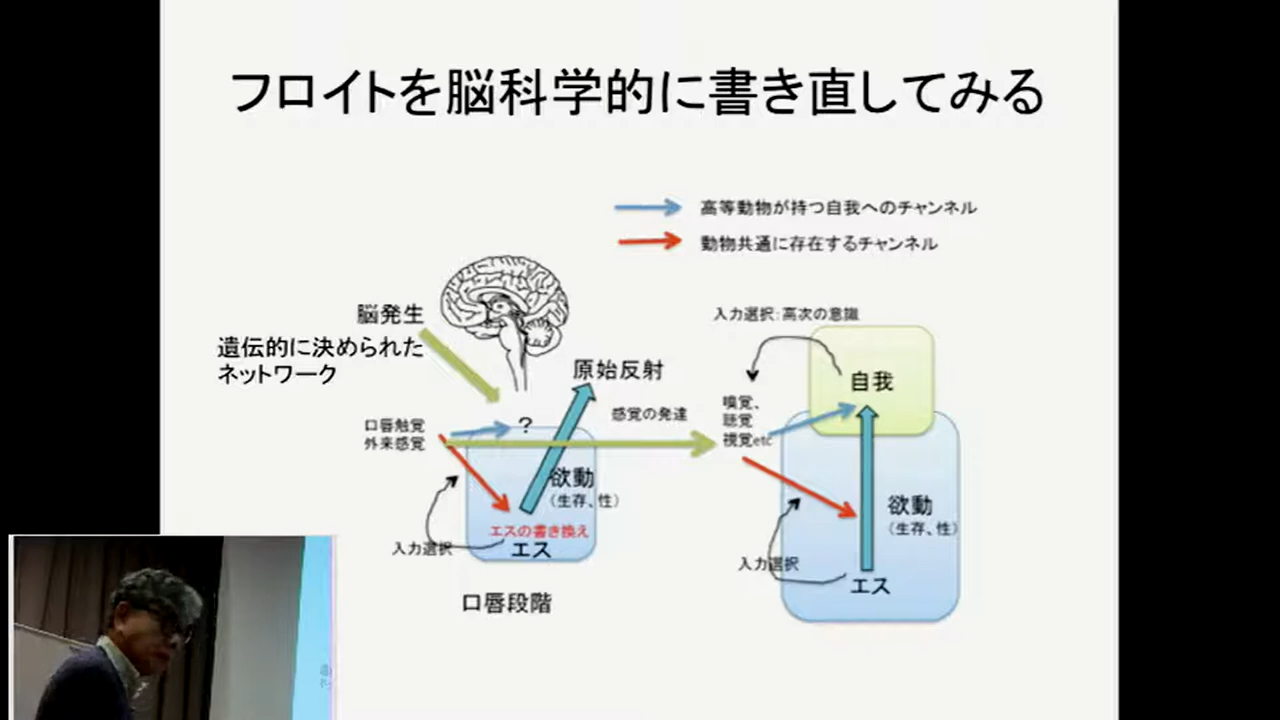 フロイトを脳科学的に書き直してみる
高等動物が持つ自我へのチャンネル
動物共通に存在するチャンネル
脳発生
遺伝的に決められた
ネットワーク
原始反射
口唇触覚
外来感覚
?
感覚の発達
欲動
(生存、性)
エスの書き換え
エス
入力選択
口唇段階
入力選択:高次の意識
自我
嗅覚、
聴覚
視覚etc
欲動
(生存、性)
入力選択
エス